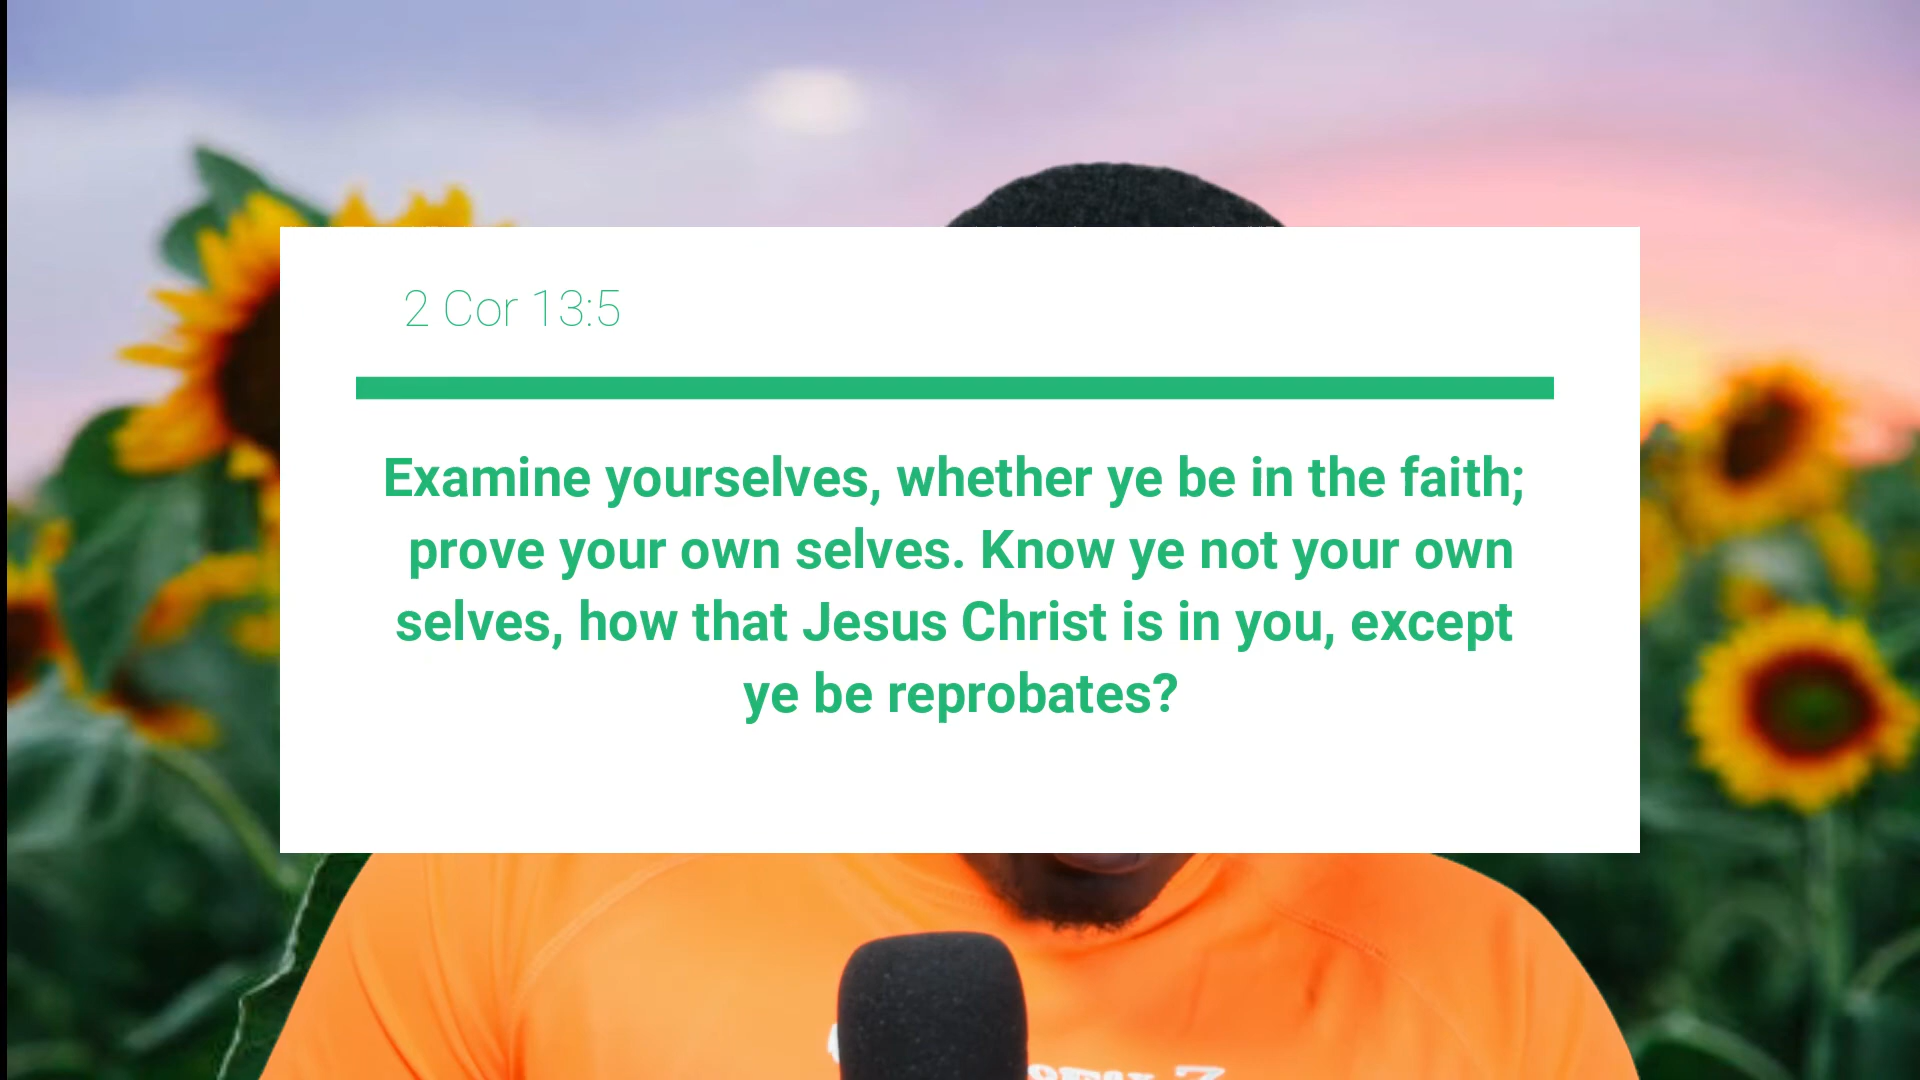 2 Cor 13:5
Examine yourselves, whether ye be in the faith;
prove your own selves. Know ye not your own
selves, how that Jesus Christ is in you, except
ye be reprobates?